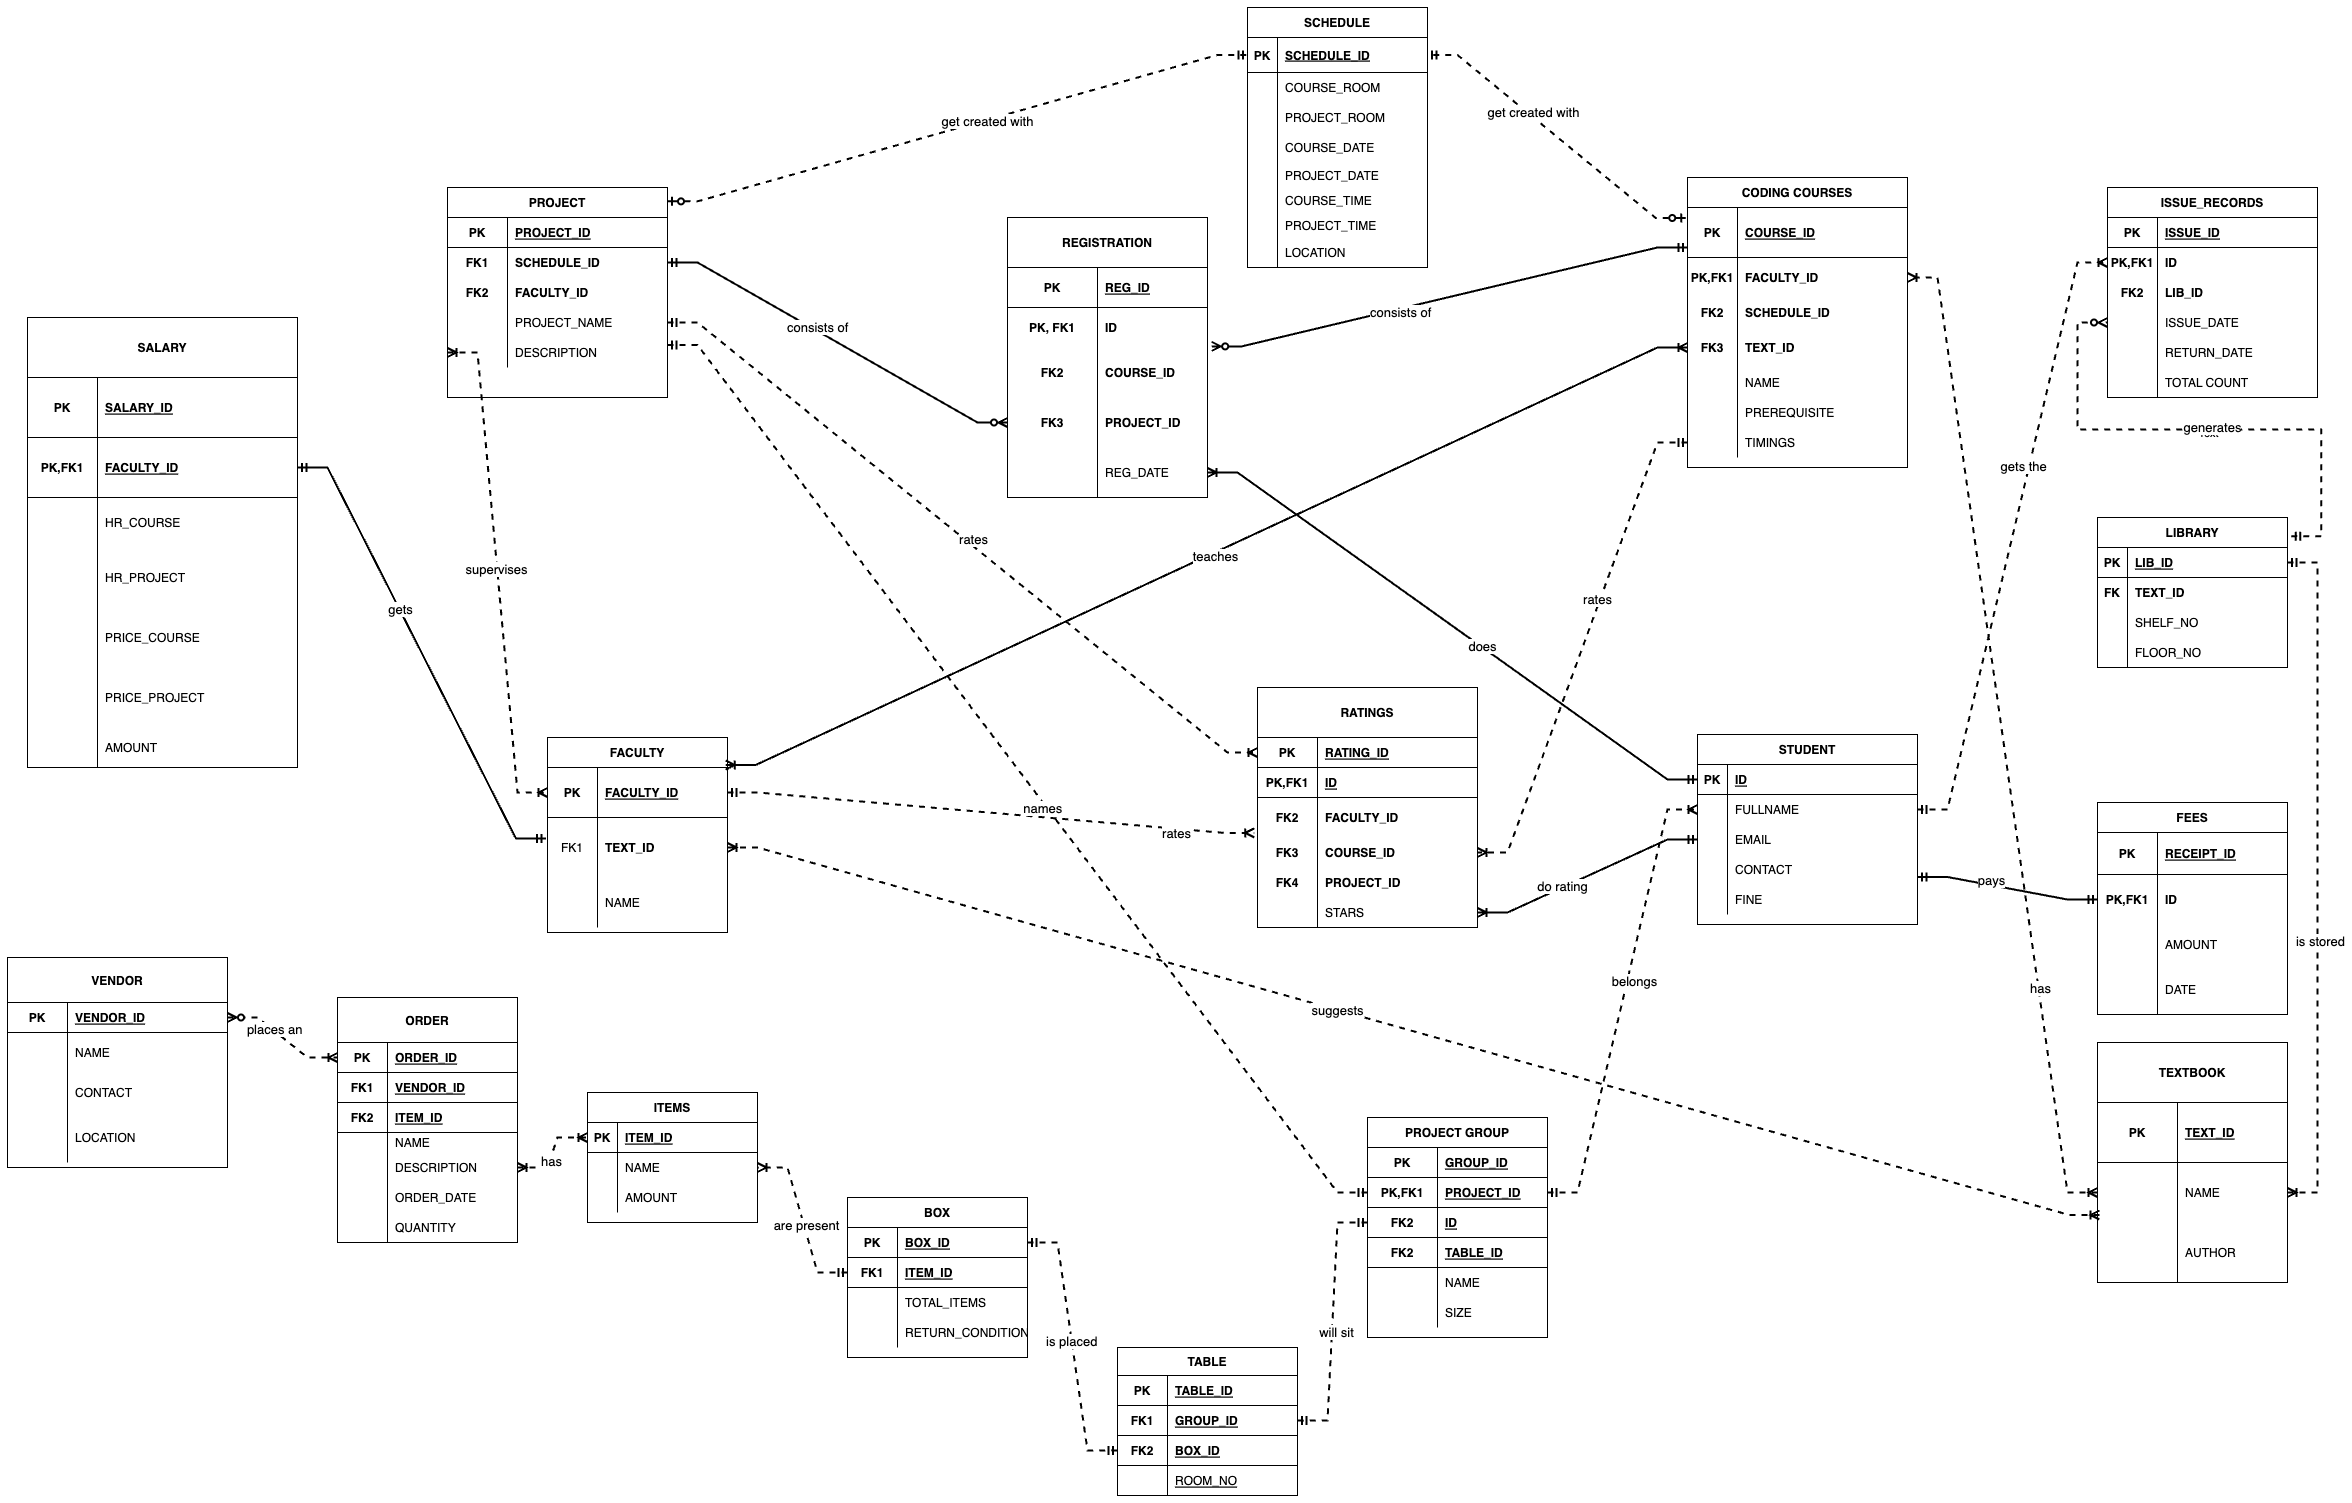 SCHEDULE
PK SCHEDULE_ID
COURSE_ROOM
PROJECT_ROOM
COURSE_DATE
PROJECT_DATE
COURSE_TIME
PROJECT_TIME
LOCATION
get created with
get created with
PROJECT
PK PROJECT_ID
FK1 SCHEDULE_ID
FK2 FACULTY_ID
PROJECT_NAME
DESCRIPTION
REGISTRATION
PK REG_ID
PK, FK1 ID
FK2 COURSE_ID
FK3 PROJECT_ID
REG_DATE
CODING COURSES
PK COURSE_ID
PK,FK1 FACULTY_ID
FK2 SCHEDULE_ID
FK3 TEXT_ID
NAME
PREREQUISITE
TIMINGS
ISSUE_RECORDS
PK ISSUE_ID
PK,FK1 ID
FK2 LIB_ID
ISSUE_DATE
RETURN_DATE
TOTAL COUNT
consists of
consists of
generates
gets the
SALARY
PK SALARY_ID
PK,FK1 FACULTY_ID
HR_COURSE
HR_PROJECT
PRICE_COURSE
PRICE_PROJECT
AMOUNT
supervises
gets
rates
teaches
rates
does
LIBRARY
PK LIB_ID
FK TEXT_ID
SHELF_NO
FLOOR_NO
FACULTY
PK FACULTY_ID
FK1 TEXT_ID
NAME
names
rates
RATINGS
PK RATING_ID
PK,FK1 ID
FK2 FACULTY_ID
FK3 COURSE_ID
FK4 PROJECT_ID
STARS
do rating
STUDENT
PK ID
FULLNAME
EMAIL
CONTACT
FINE
pays
FEES
PK RECEIPT_ID
PK,FK1 ID
AMOUNT
DATE
is stored
belongs
has
suggests
VENDOR
PK VENDOR_ID
NAME
CONTACT
LOCATION
places an
ORDER
PK ORDER_ID
FK1 VENDOR_ID
FK2 ITEM_ID
NAME
DESCRIPTION
ORDER_DATE
QUANTITY
has
ITEMS
PK ITEM_ID
NAME
AMOUNT
are present
BOX
PK BOX_ID
FK1 ITEM_ID
TOTAL_ITEMS
RETURN_CONDITION
is placed
TABLE
PK TABLE_ID
FK1 GROUP_ID
FK2 BOX_ID
ROOM_NO
will sit
PROJECT GROUP
PK GROUP_ID
PK,FK1 PROJECT_ID
FK2 ID
FK2 TABLE_ID
NAME
SIZE
TEXTBOOK
PK TEXT_ID
NAME
AUTHOR